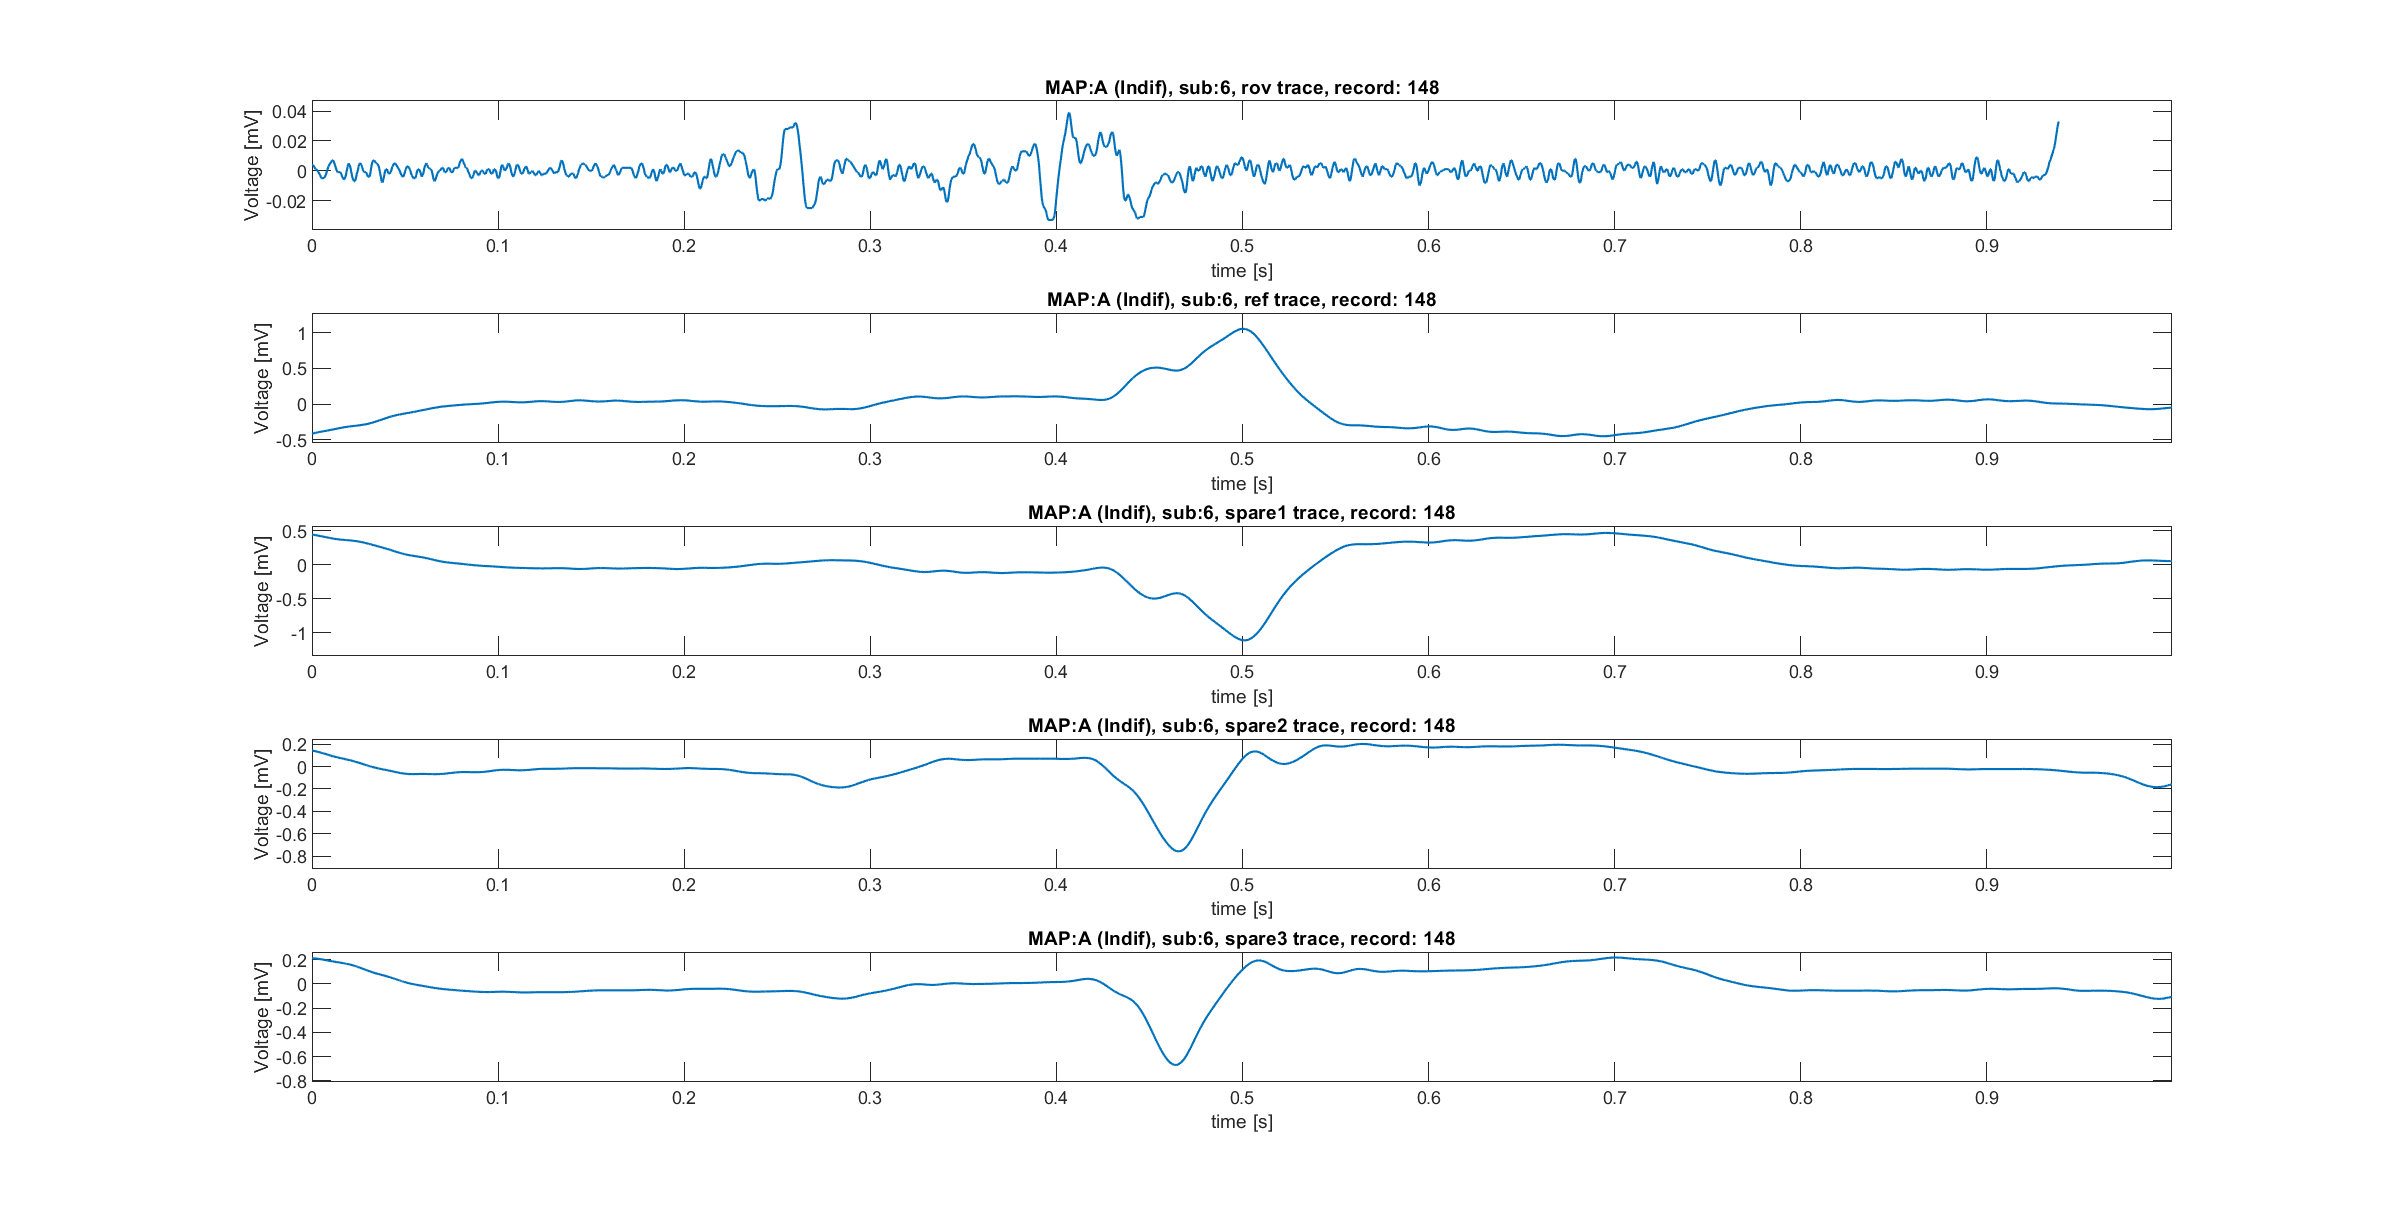 MAP:A (Indif), sub:6, rov trace, record: 148
Voltage [mV]
0.04
0.02
0
-0.02
0 0.1 0.2 0.3 0.4 0.5 0.6 0.7 0.8 0.9
time [s]
MAP:A (Indif), sub:6, ref trace, record: 148
Voltage [mV]
1
0.5
0
-0.5
0 0.1 0.2 0.3 0.4 0.5 0.6 0.7 0.8 0.9
time [s]
MAP:A (Indif), sub:6, spare1 trace, record: 148
Voltage [mV]
0.5
0
-0.5
-1
0 0.1 0.2 0.3 0.4 0.5 0.6 0.7 0.8 0.9
time [s]
MAP:A (Indif), sub:6, spare2 trace, record: 148
Voltage [mV]
0.2
0
-0.2
-0.4
-0.6
-0.8
0 0.1 0.2 0.3 0.4 0.5 0.6 0.7 0.8 0.9
time [s]
MAP:A (Indif), sub:6, spare3 trace, record: 148
Voltage [mV]
0.2
0
-0.2
-0.4
-0.6
-0.8
0 0.1 0.2 0.3 0.4 0.5 0.6 0.7 0.8 0.9
time [s]